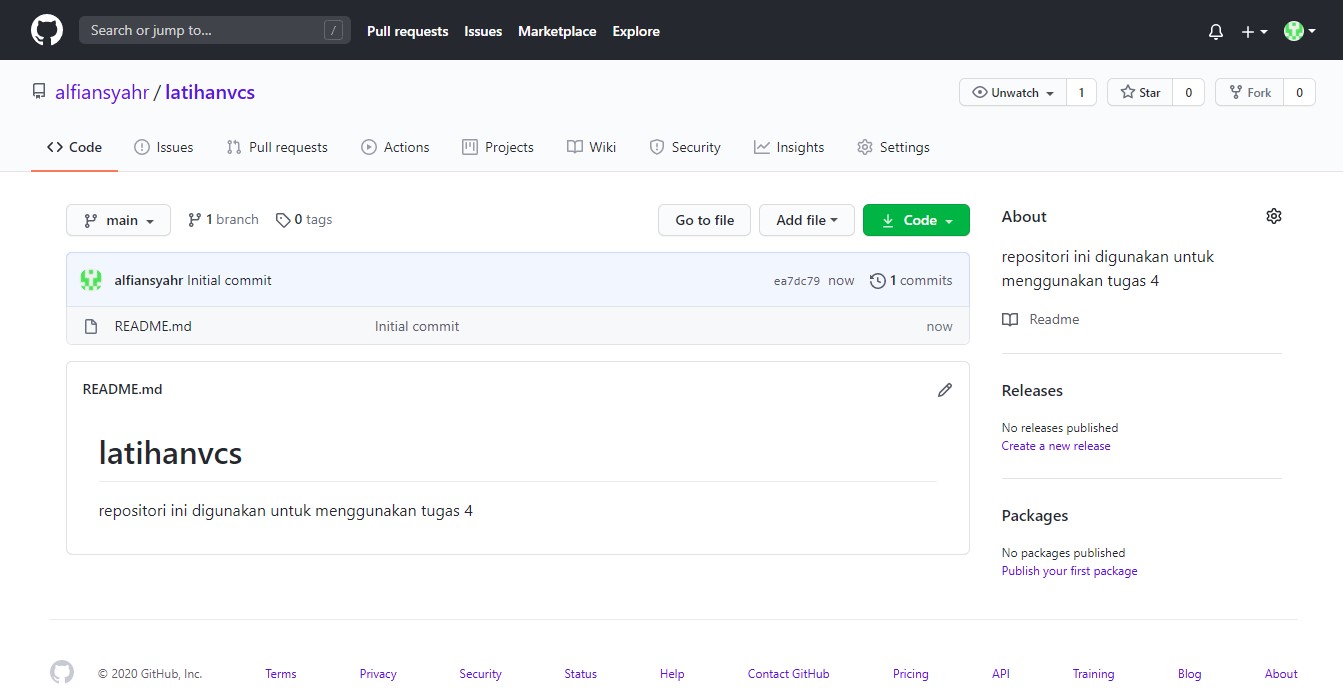 Search or jump to... /
Pull requests Issues Marketplace Explore
alfiansyahr / latihanvcs
Unwatch 1 Star 0 Fork 0
Code Issues Pull requests Actions Projects Wiki Security Insights Settings
main 1 branch 0 tags
Go to file Add file Code
alfiansyahr Initial commit ea7dc79 now 1 commits
README.md Initial commit now
README.md
latihanvcs
repositori ini digunakan untuk menggunakan tugas 4
About
repositori ini digunakan untuk
menggunakan tugas 4
Readme
Releases
No releases published
Create a new release
Packages
No packages published
Publish your first package
© 2020 GitHub, Inc. Terms Privacy Security Status Help Contact GitHub Pricing API Training Blog About